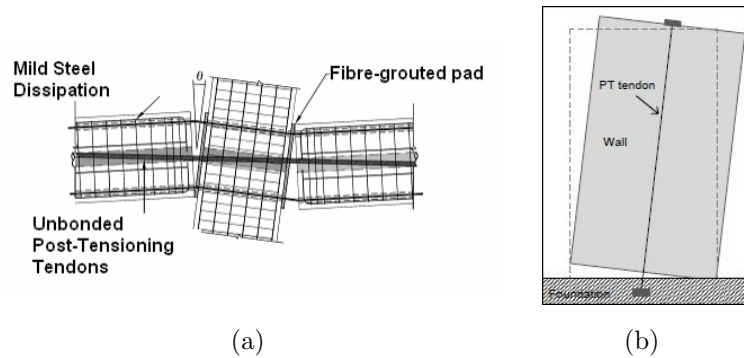 Mild Steel
Dissipation
θ
Fibre-grouted pad
Unbonded
Post-Tensioning
Tendons
PT tendon
Wall
Foundation
(a)
(b)